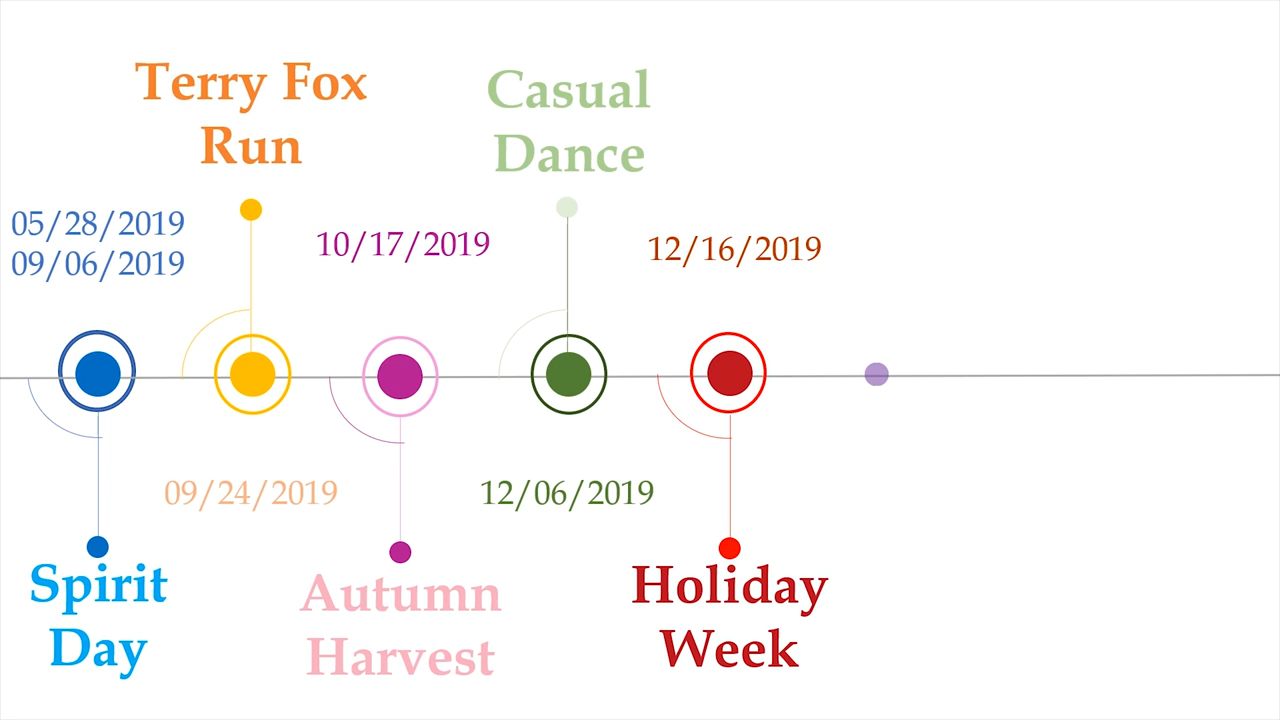 Terry Fox
Run
Casual
Dance
05/28/2019
09/06/2019
10/17/2019
12/16/2019
09/24/2019
12/06/2019
Spirit
Day
Autumn
Harvest
Holiday
Week